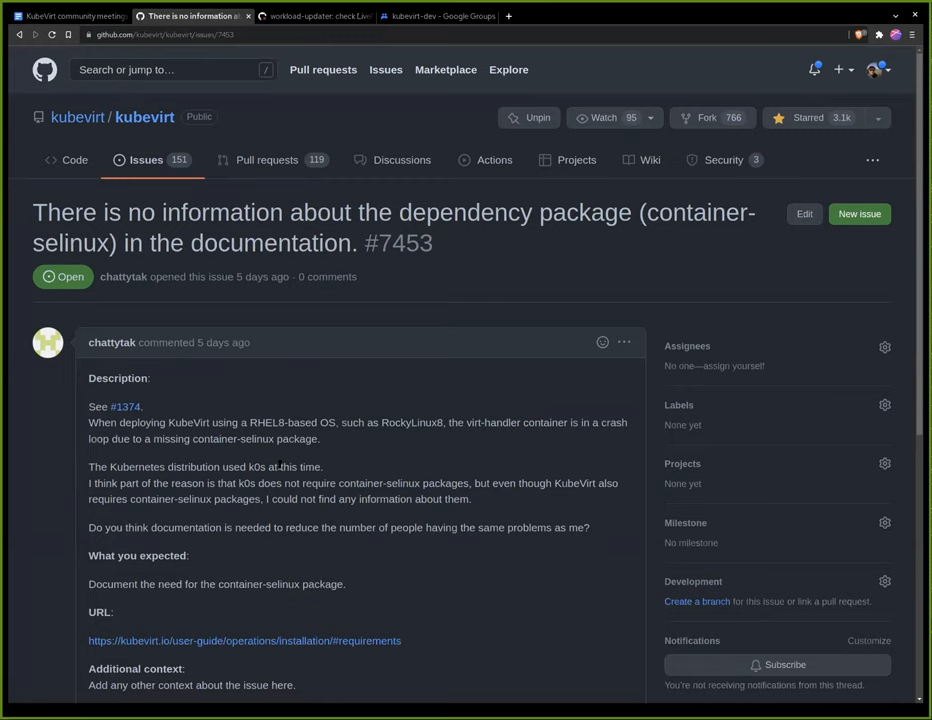 KubeVirt community meeting
There is no information ab
workload-updater: check Live
kubevirt-dev - Google Groups
github.com/kubevirt/kubevirt/issues/7453
Search or jump to…
/
Pull requests
Issues
Marketplace
Explore
kubevirt / kubevirt
Public
Unpin
Watch 95
Fork 766
Starred 3.1k
Code
Issues 151
Pull requests 119
Discussions
Actions
Projects
Wiki
Security 3
There is no information about the dependency package (container-
selinux) in the documentation. #7453
Edit
New issue
Open
chattytak opened this issue 5 days ago · 0 comments
chattytak commented 5 days ago
Description:
See #1374.
When deploying KubeVirt using a RHEL8-based OS, such as RockyLinux8, the virt-handler container is in a crash
loop due to a missing container-selinux package.
The Kubernetes distribution used k0s at this time.
I think part of the reason is that k0s does not require container-selinux packages, but even though KubeVirt also
requires container-selinux packages, I could not find any information about them.
Do you think documentation is needed to reduce the number of people having the same problems as me?
What you expected:
Document the need for the container-selinux package.
URL:
https://kubevirt.io/user-guide/operations/installation/#requirements
Additional context:
Add any other context about the issue here.
Assignees
No one—assign yourself
Labels
None yet
Projects
None yet
Milestone
No milestone
Development
Create a branch for this issue or link a pull request.
Notifications
Customize
Subscribe
You're not receiving notifications from this thread.